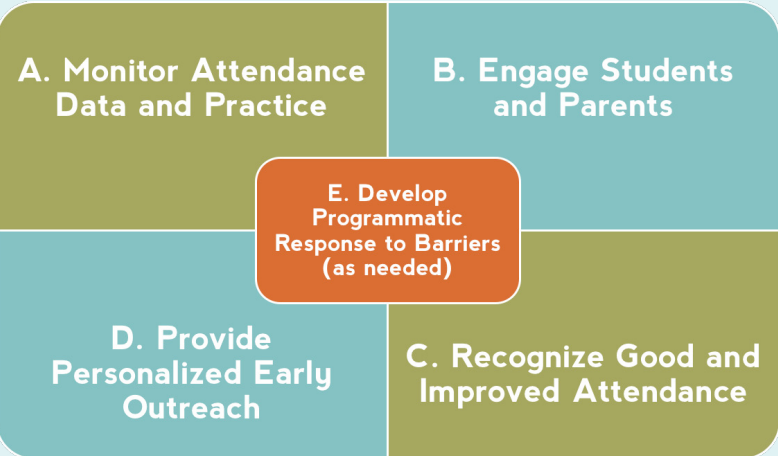 A. Monitor Attendance
Data and Practice
B. Engage Students
and Parents
E. Develop
Programmatic
Response to Barriers
(as needed)
D. Provide
Personalized Early
Outreach
C. Recognize Good and
Improved Attendance